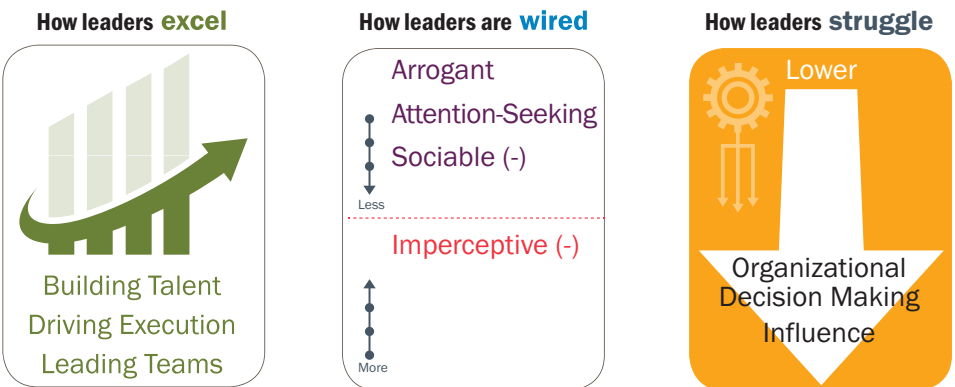 How leaders excel
Building Talent
Driving Execution
Leading Teams
How leaders are wired
Arrogant
Attention-Seeking
Sociable (-)
Less
Imperceptive (-)
More
How leaders struggle
Lower
Organizational
Decision Making
Influence